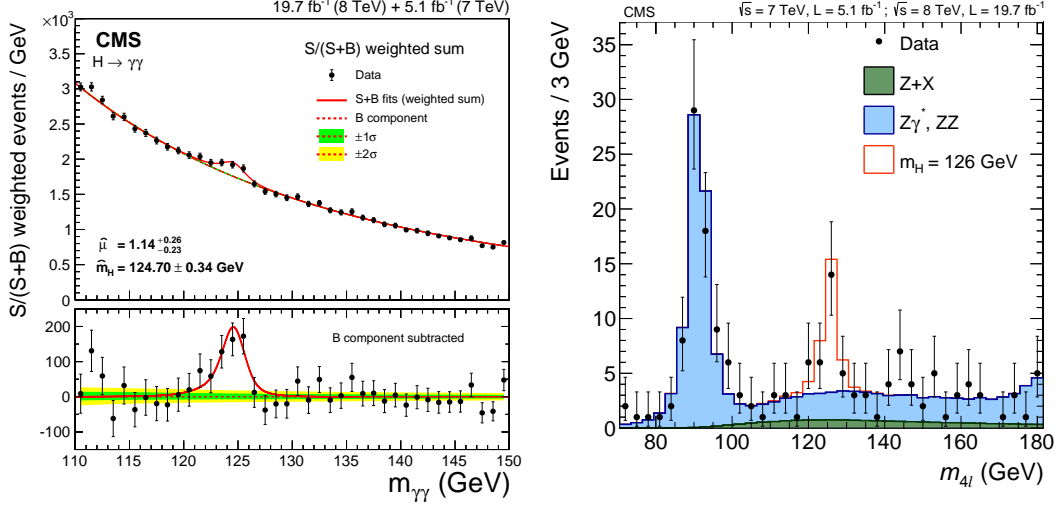 19.7 fb⁻¹ (8 TeV) + 5.1 fb⁻¹ (7 TeV)
×10³
S/(S+B) weighted events / GeV
4
3.5
3
2.5
2
1.5
1
0.5
0
CMS
H → γγ
S/(S+B) weighted sum
Data
S+B fits (weighted sum)
B component
±1σ
±2σ
μ̂ = 1.14 +0.26 −0.23
m̂_H = 124.70 ± 0.34 GeV
200
100
0
-100
B component subtracted
110 115 120 125 130 135 140 145 150
m_γγ (GeV)
CMS
√s = 7 TeV, L = 5.1 fb⁻¹ ; √s = 8 TeV, L = 19.7 fb⁻¹
Events / 3 GeV
35
30
25
20
15
10
5
0
Data
Z+X
Zγ*, ZZ
m_H = 126 GeV
80 100 120 140 160 180
m_4l (GeV)